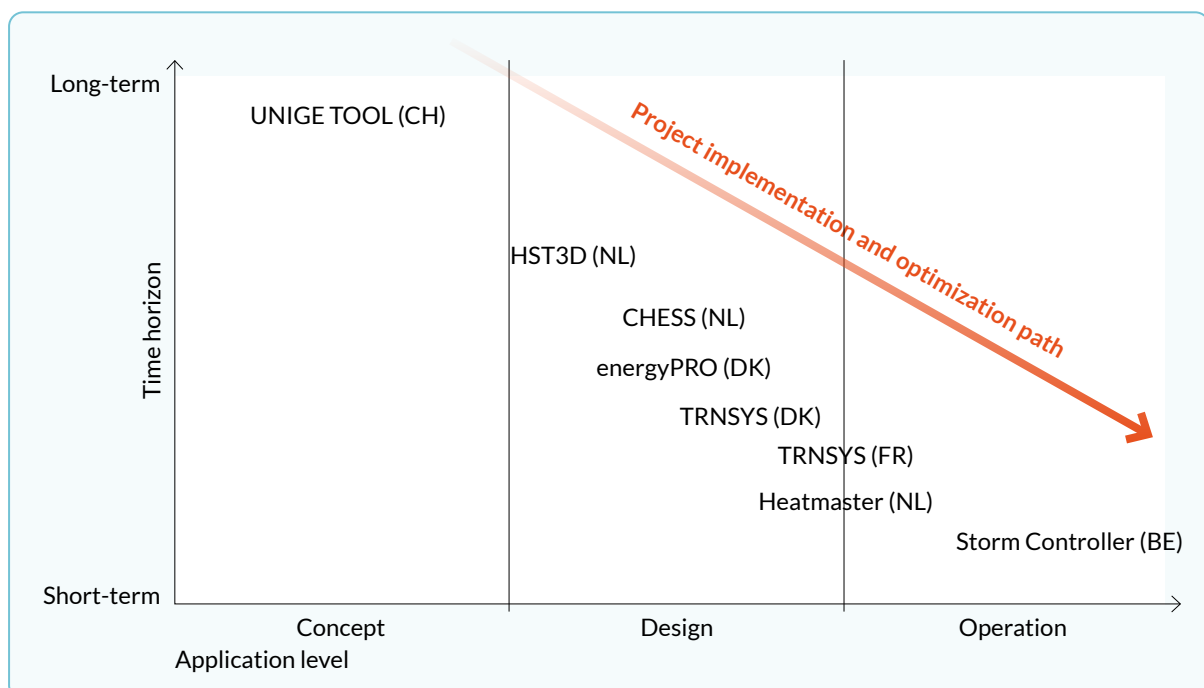 Long-term
UNIGE TOOL (CH)
Project implementation and optimization path
HST3D (NL)
Time horizon
CHESS (NL)
energyPRO (DK)
TRNSYS (DK)
TRNSYS (FR)
Heatmaster (NL)
Storm Controller (BE)
Short-term
Concept
Design
Operation
Application level